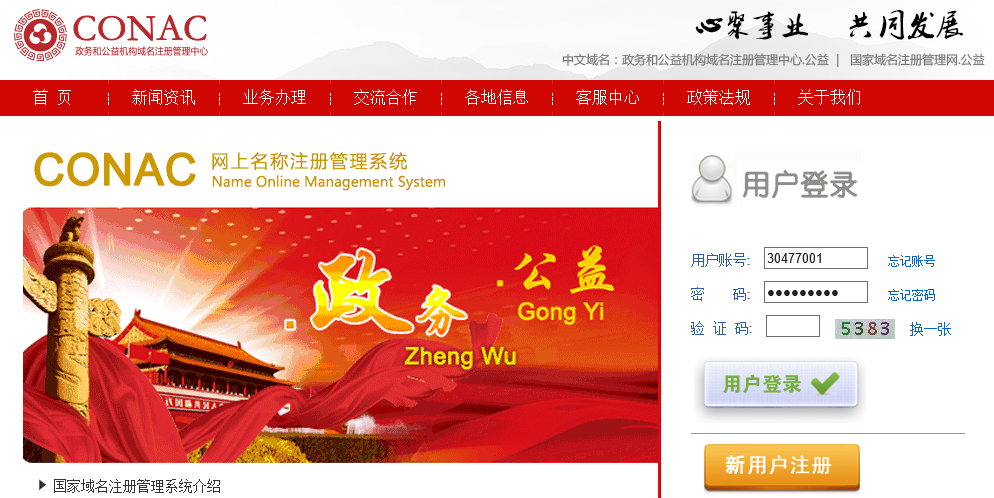 CONAC
政务和公益机构域名注册管理中心
心聚事业 共同发展
中文域名：政务和公益机构域名注册管理中心.公益 | 国家域名注册管理网.公益
首 页 新闻资讯 业务办理 交流合作 各地信息 客服中心 政策法规 关于我们
CONAC 网上名称注册管理系统
Name Online Management System
政务 · 公益
Zheng Wu Gong Yi
国家域名注册管理系统介绍
用户登录
用户账号: 30477001 忘记账号
密 码: ●●●●●●●●● 忘记密码
验 证 码: 5383 换一张
用户登录
新用户注册